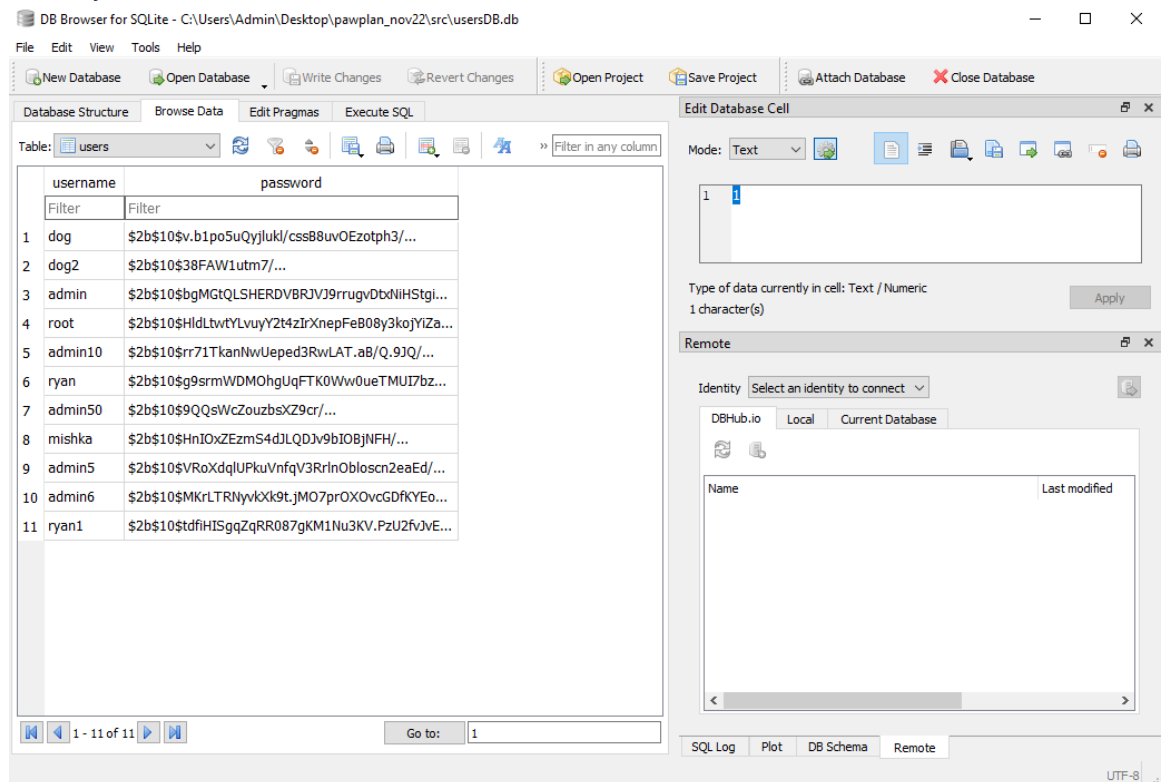 DB Browser for SQLite - C:\Users\Admin\Desktop\pawplan_nov22\src\usersDB.db
File Edit View Tools Help
New Database Open Database Write Changes Revert Changes Open Project Save Project Attach Database Close Database
Database Structure Browse Data Edit Pragmas Execute SQL
Table: users » Filter in any column
username password
Filter Filter
1 dog $2b$10$v.b1po5uQyjlukl/cssB8uvOEzotph3/...
2 dog2 $2b$10$38FAW1utm7/...
3 admin $2b$10$bgMGtQLSHERDVBRJVJ9rrugvDtxNiHStgi...
4 root $2b$10$HldLtwtYLvuyY2t4zIrXnepFeB08y3kojYiZa...
5 admin10 $2b$10$rr71TkanNwUeped3RwLAT.aB/Q.9JQ/...
6 ryan $2b$10$g9srmWDMOhgUqFTK0Ww0ueTMUI7bz...
7 admin50 $2b$10$9QQsWcZouzbsXZ9cr/...
8 mishka $2b$10$HnIOxZEzmS4dJLQDJv9bIOBjNFH/...
9 admin5 $2b$10$VRoXdqlUPkuVnfqV3RrlnObloscn2eaEd/...
10 admin6 $2b$10$MKrLTRNyvkXk9t.jMO7prOXOvcGDfKYEo...
11 ryan1 $2b$10$tdfiHISgqZqRR087gKM1Nu3KV.PzU2fvJvE...
1 - 11 of 11 Go to: 1
Edit Database Cell
Mode: Text
1 1
Type of data currently in cell: Text / Numeric
1 character(s)
Apply
Remote
Identity Select an identity to connect
DBHub.io Local Current Database
Name Last modified
SQL Log Plot DB Schema Remote
UTF-8